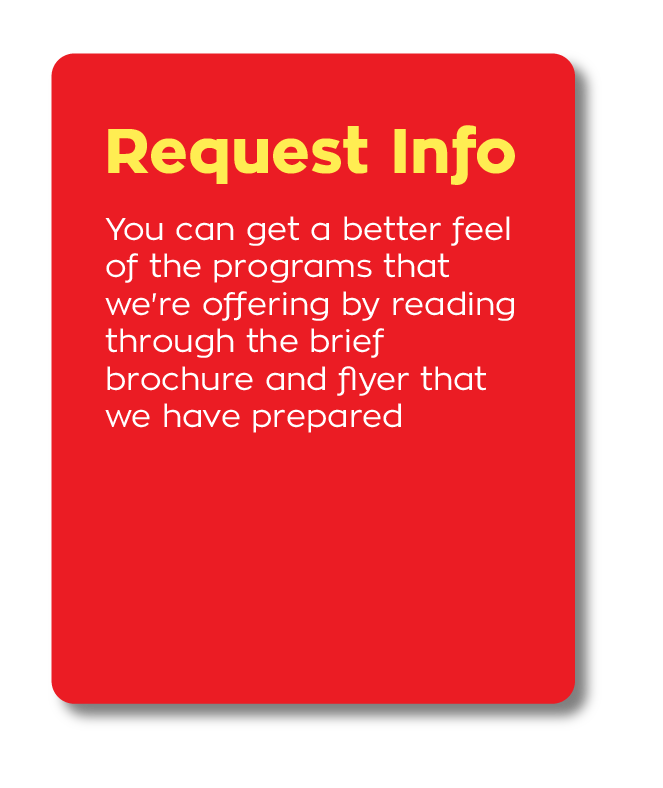 Request Info
You can get a better feel
of the programs that
we're offering by reading
through the brief
brochure and flyer that
we have prepared